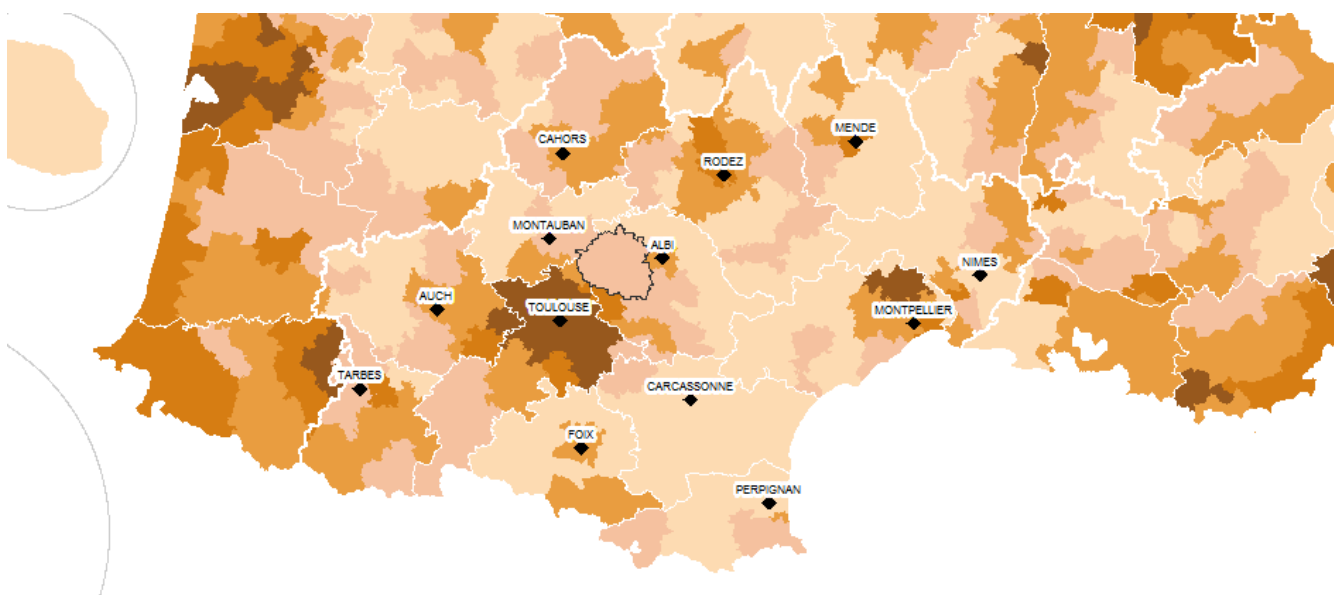 MENDE
CAHORS
RODEZ
MONTAUBAN
ALBI
NIMES
AUCH
TOULOUSE
MONTPELLIER
TARBES
CARCASSONNE
FOIX
PERPIGNAN